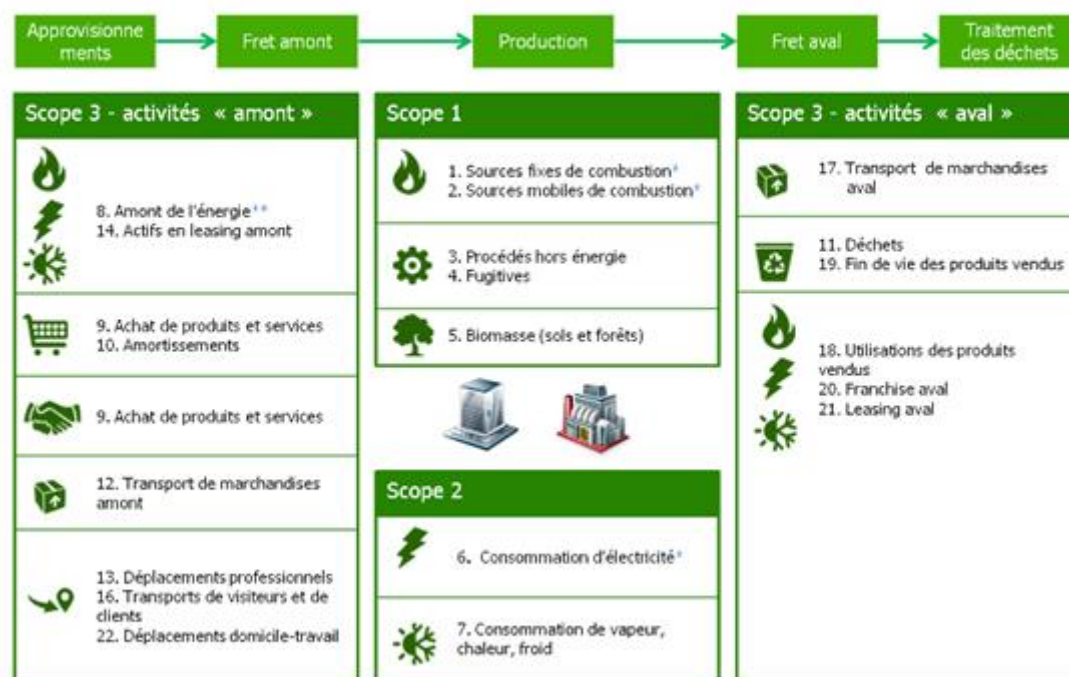 Approvisionne
ments
Fret amont
Production
Fret aval
Traitement
des déchets
Scope 3 - activités « amont »
8. Amont de l'énergie**
14. Actifs en leasing amont
9. Achat de produits et services
10. Amortissements
9. Achat de produits et services
12. Transport de marchandises
amont
13. Déplacements professionnels
16. Transports de visiteurs et de
clients
22. Déplacements domicile-travail
Scope 1
1. Sources fixes de combustion*
2. Sources mobiles de combustion*
3. Procédés hors énergie
4. Fugitives
5. Biomasse (sols et forêts)
Scope 2
6. Consommation d'électricité*
7. Consommation de vapeur,
chaleur, froid
Scope 3 - activités « aval »
17. Transport de marchandises
aval
11. Déchets
19. Fin de vie des produits vendus
18. Utilisations des produits
vendus
20. Franchise aval
21. Leasing aval